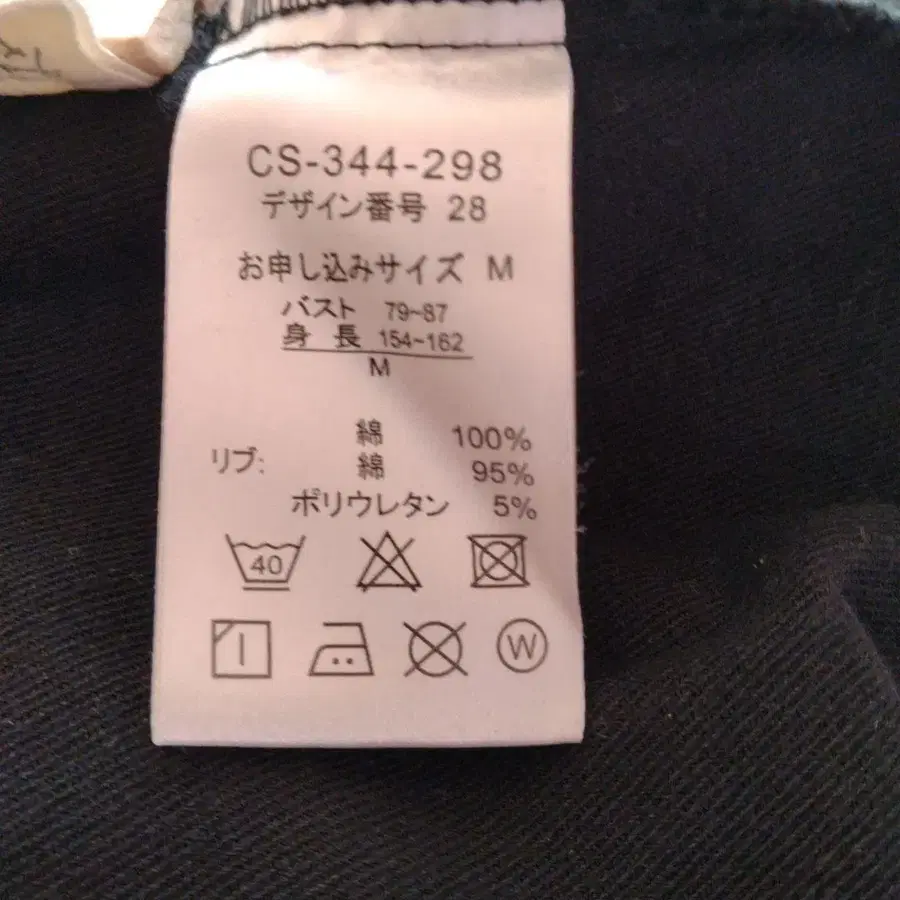 CS-344-298
デザイン番号 28
お申し込みサイズ M
バスト 79~87
身長 154~162
M
綿 100%
リブ: 綿 95%
ポリウレタン 5%
40
W